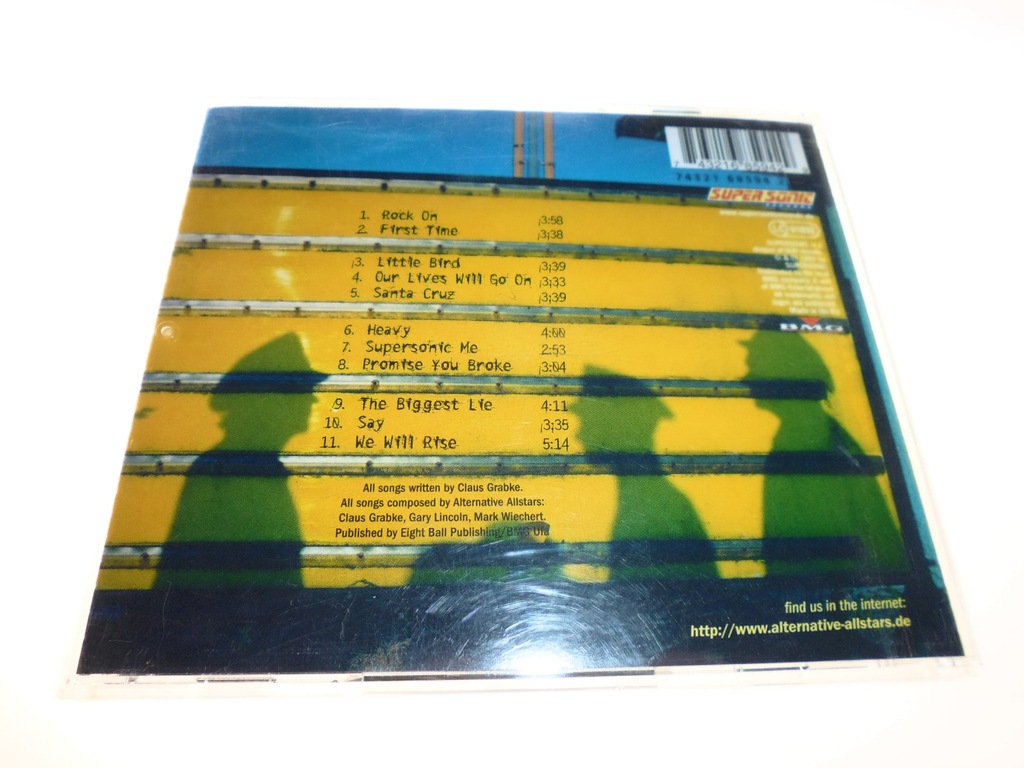 SUPER SONIC
1. Rock On 3:58
2. First Time 3;38
3. Little Bird 3;39
4. Our Lives Will Go On 3;33
5. Santa Cruz 3;39
BMG
6. Heavy 4:00
7. Supersonic Me 2:53
8. Promise You Broke 3:04
9. The Biggest Lie 4:11
10. Say 3;35
11. We Will Rise 5:14
All songs written by Claus Grabke.
All songs composed by Alternative Allstars:
Claus Grabke, Gary Lincoln, Mark Wiechert.
Published by Eight Ball Publishing/BMG Ufa
find us in the internet:
http://www.alternative-allstars.de